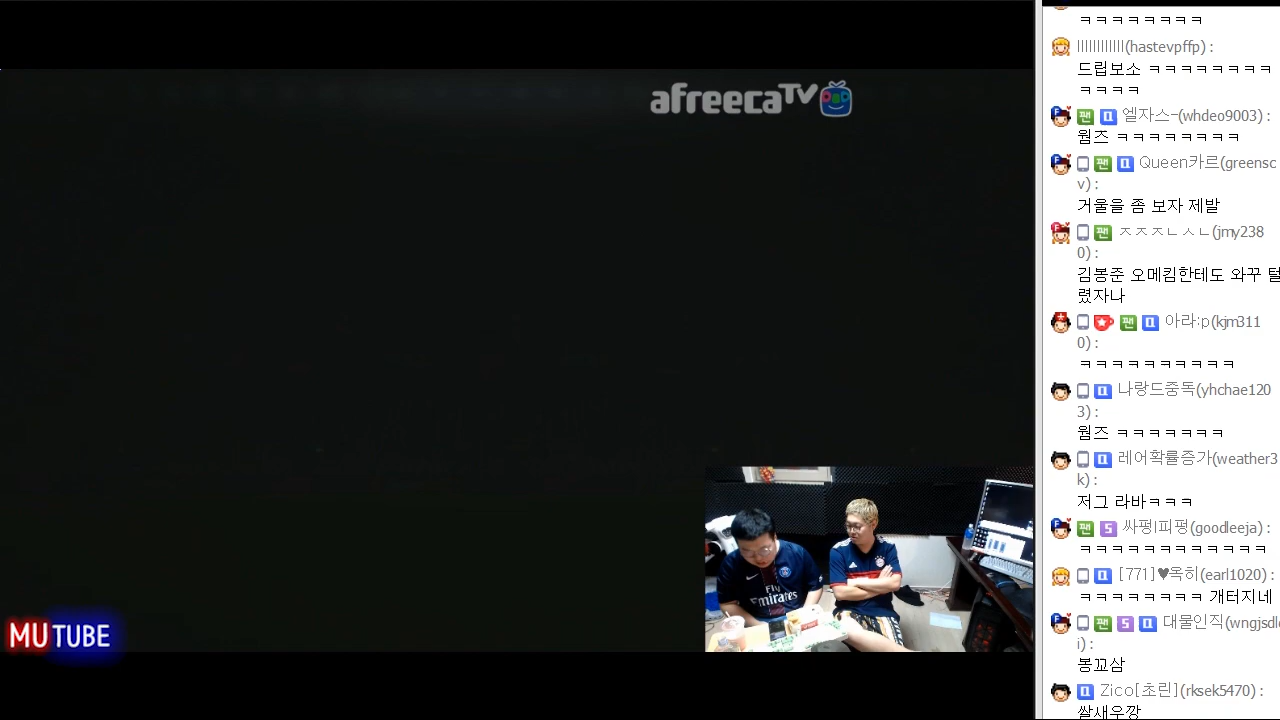 ㅋㅋㅋㅋㅋㅋㅋㅋ
llllllllllll(hastevpffp) :
드립보소 ㅋㅋㅋㅋㅋㅋㅋㅋ
ㅋㅋㅋㅋ
afreecaTV
팬 엘자스-(whdeo9003) :
웜즈 ㅋㅋㅋㅋㅋㅋㅋㅋ
팬 Queen카르(greensc
v) :
거울을 좀 보자 제발
팬 ㅈㅈㅈㄴㅅㄴ(jmy238
0) :
김봉준 오메킴한테도 와꾸 털
렸자나
팬 아라:p(kjm311
0) :
ㅋㅋㅋㅋㅋㅋㅋㅋㅋㅋ
나랑드중독(yhchae120
3) :
웜즈 ㅋㅋㅋㅋㅋㅋㅋ
레어확률증가(weather3
k) :
저그 라바ㅋㅋㅋ
팬 S 싸펑I피펑(goodleeja) :
ㅋㅋㅋㅋㅋㅋㅋㅋㅋㅋㅋㅋ
[771]♥옥히(earl1020) :
ㅋㅋㅋㅋㅋㅋㅋㅋ 개터지네
팬 S 대물인직(wngjsdl
i) :
봉꼬삼
Zico[초린](rksek5470) :
쌀새우깡
Fly
Emirates
MUTUBE